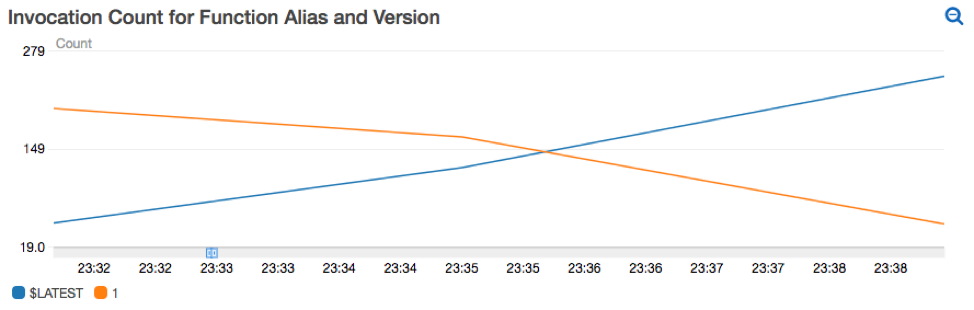 Invocation Count for Function Alias and Version
Count
279
149
19.0
23:32 23:32 23:33 23:33 23:34 23:34 23:35 23:35 23:36 23:36 23:37 23:37 23:38 23:38
$LATEST 1